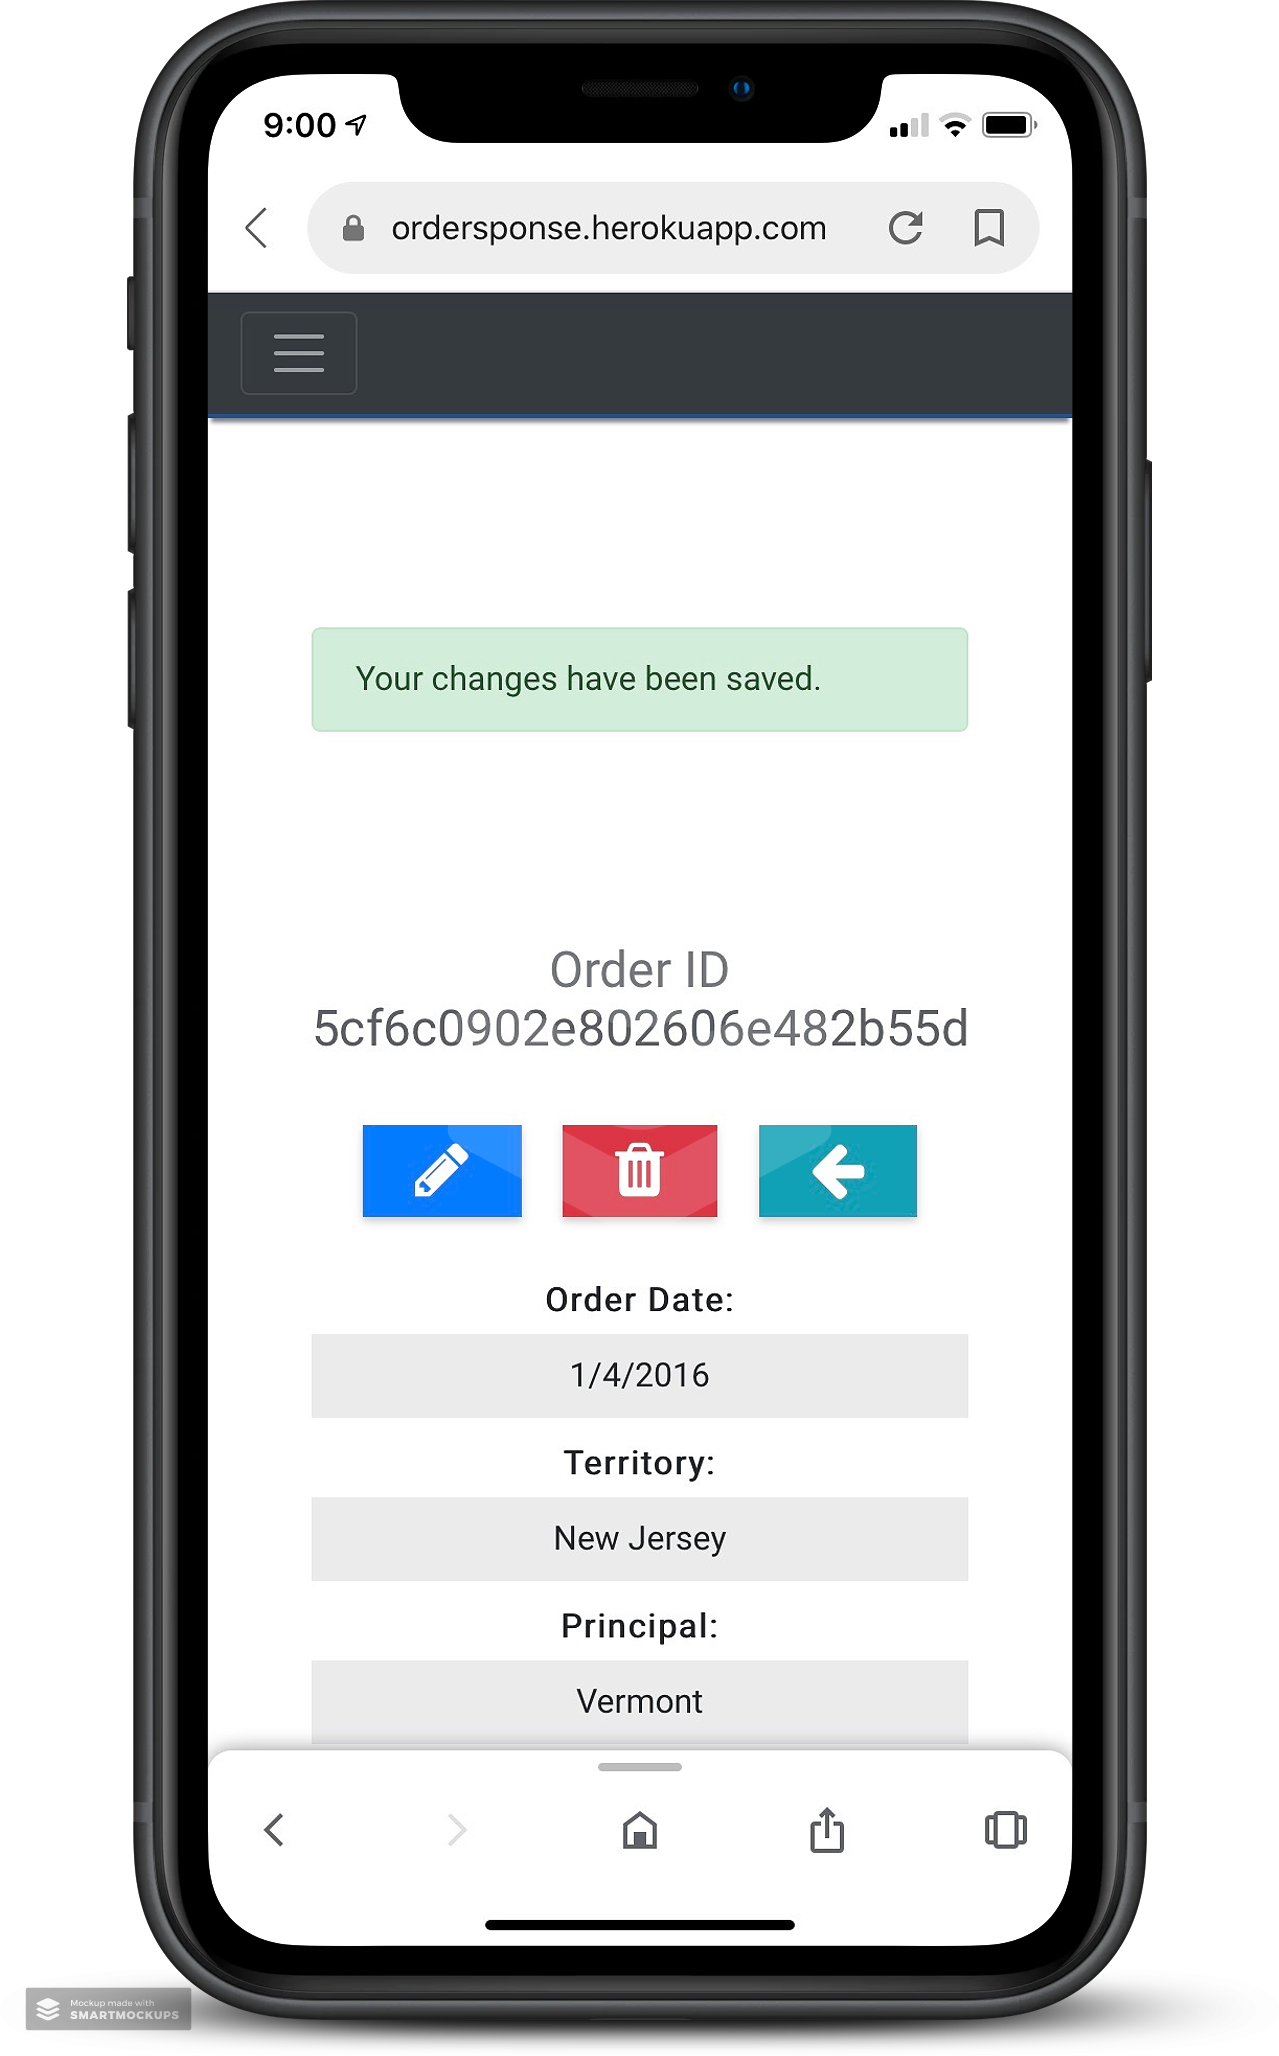 9:00
ordersponse.herokuapp.com
Your changes have been saved.
Order ID
5cf6c0902e802606e482b55d
Order Date:
1/4/2016
Territory:
New Jersey
Principal:
Vermont
Mockup made with
SMARTMOCKUPS